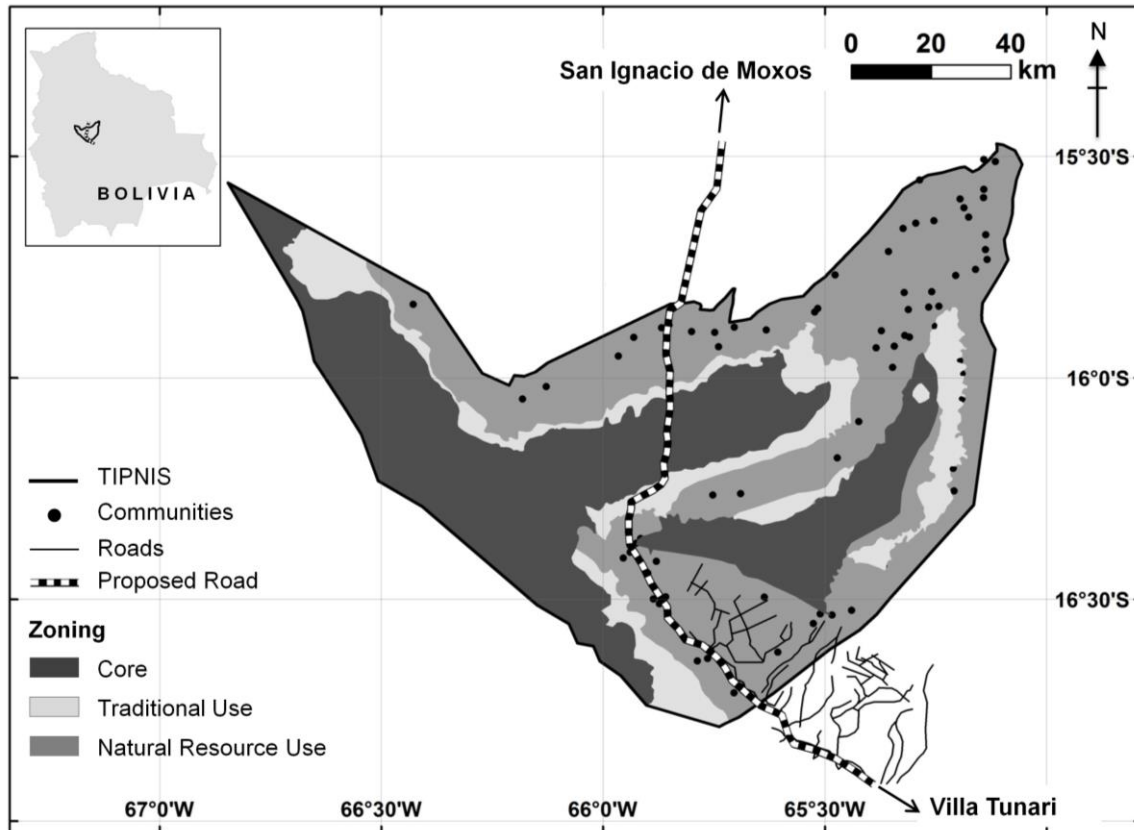 BOLIVIA
San Ignacio de Moxos
0 20 40
km
N
15°30'S
16°0'S
16°30'S
TIPNIS
Communities
Roads
Proposed Road
Zoning
Core
Traditional Use
Natural Resource Use
67°0'W 66°30'W 66°0'W 65°30'W
Villa Tunari